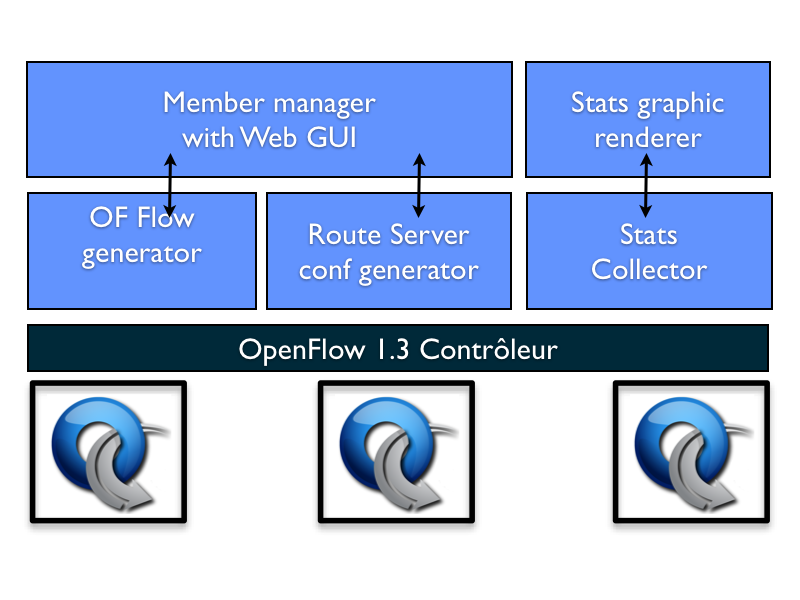 Member manager
with Web GUI
Stats graphic
renderer
OF Flow
generator
Route Server
conf generator
Stats
Collector
OpenFlow 1.3 Contrôleur